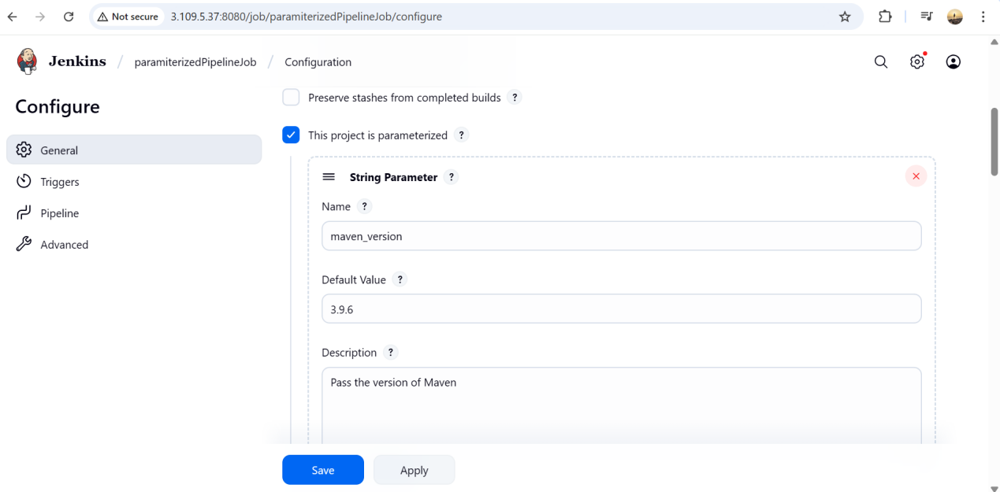 Not secure 3.109.5.37:8080/job/paramiterizedPipelineJob/configure
Jenkins / paramiterizedPipelineJob / Configuration
Configure
General
Triggers
Pipeline
Advanced
Preserve stashes from completed builds ?
This project is parameterized ?
String Parameter ?
Name ?
maven_version
Default Value ?
3.9.6
Description ?
Pass the version of Maven
Save Apply